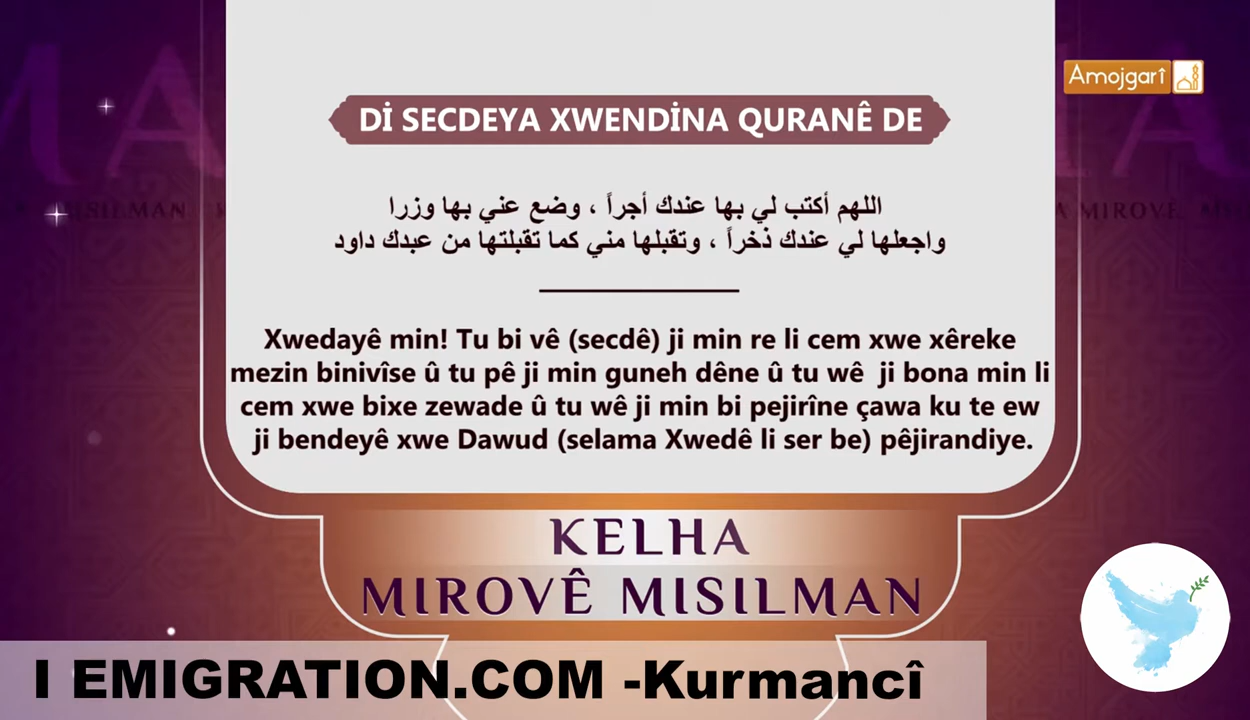 Amojgarî
Dİ SECDEYA XWENDİNA QURANÊ DE
اللهم أكتب لي بها عندك أجراً ، وضع عني بها وزرا
واجعلها لي عندك ذخراً ، وتقبلها مني كما تقبلتها من عبدك داود
Xwedayê min! Tu bi vê (secdê) ji min re li cem xwe xêreke
mezin binivîse û tu pê ji min guneh dêne û tu wê ji bona min li
cem xwe bixe zewade û tu wê ji min bi pejirîne çawa ku te ew
ji bendeyê xwe Dawud (selama Xwedê li ser be) pêjirandiye.
KELHA
MIROVÊ MISILMAN
I EMIGRATION.COM -Kurmancî